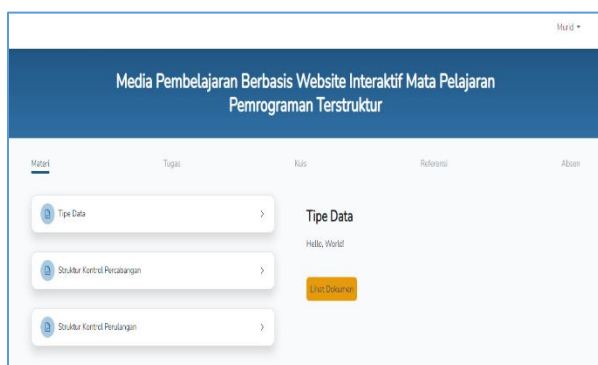 Murid
Media Pembelajaran Berbasis Website Interaktif Mata Pelajaran
Pemrograman Terstruktur
Materi
Tugas
Kuis
Referensi
Absen
Tipe Data
Struktur Kontrol Percabangan
Struktur Kontrol Perulangan
Tipe Data
Hello, World!
Lihat Dokumen